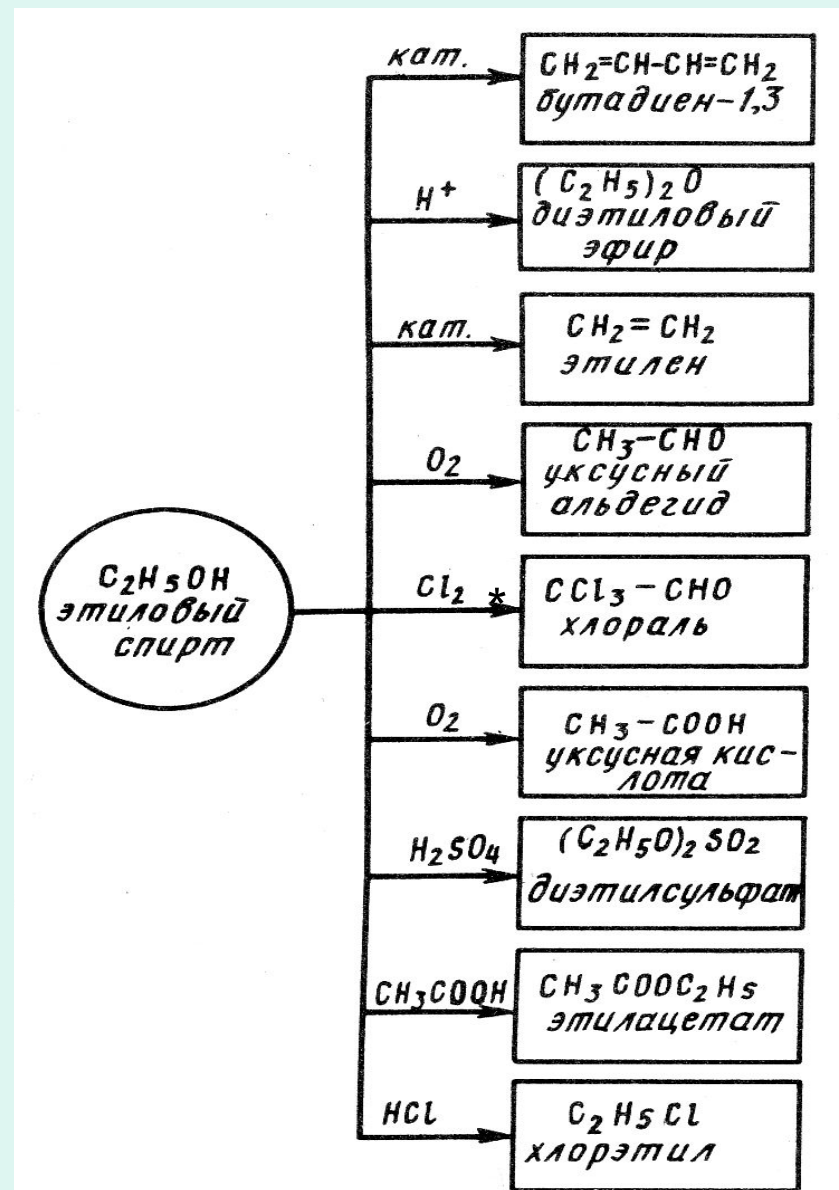 кат.
CH₂=CH-CH=CH₂
бутадиен-1,3
H⁺
(C₂H₅)₂O
диэтиловый
эфир
кат.
CH₂=CH₂
этилен
O₂
CH₃-CHO
уксусный
альдегид
C₂H₅OH
этиловый
спирт
Cl₂ *
CCl₃-CHO
хлораль
O₂
CH₃-COOH
уксусная кис-
лота
H₂SO₄
(C₂H₅O)₂SO₂
диэтилсульфат
CH₃COOH
CH₃COOC₂H₅
этилацетат
HCl
C₂H₅Cl
хлорэтил